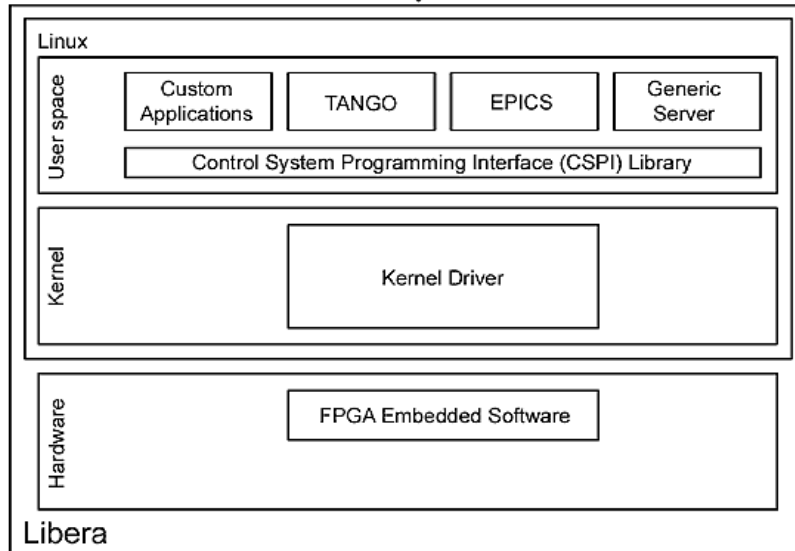 Linux
User space
Custom
Applications
TANGO
EPICS
Generic
Server
Control System Programming Interface (CSPI) Library
Kernel
Kernel Driver
Hardware
FPGA Embedded Software
Libera